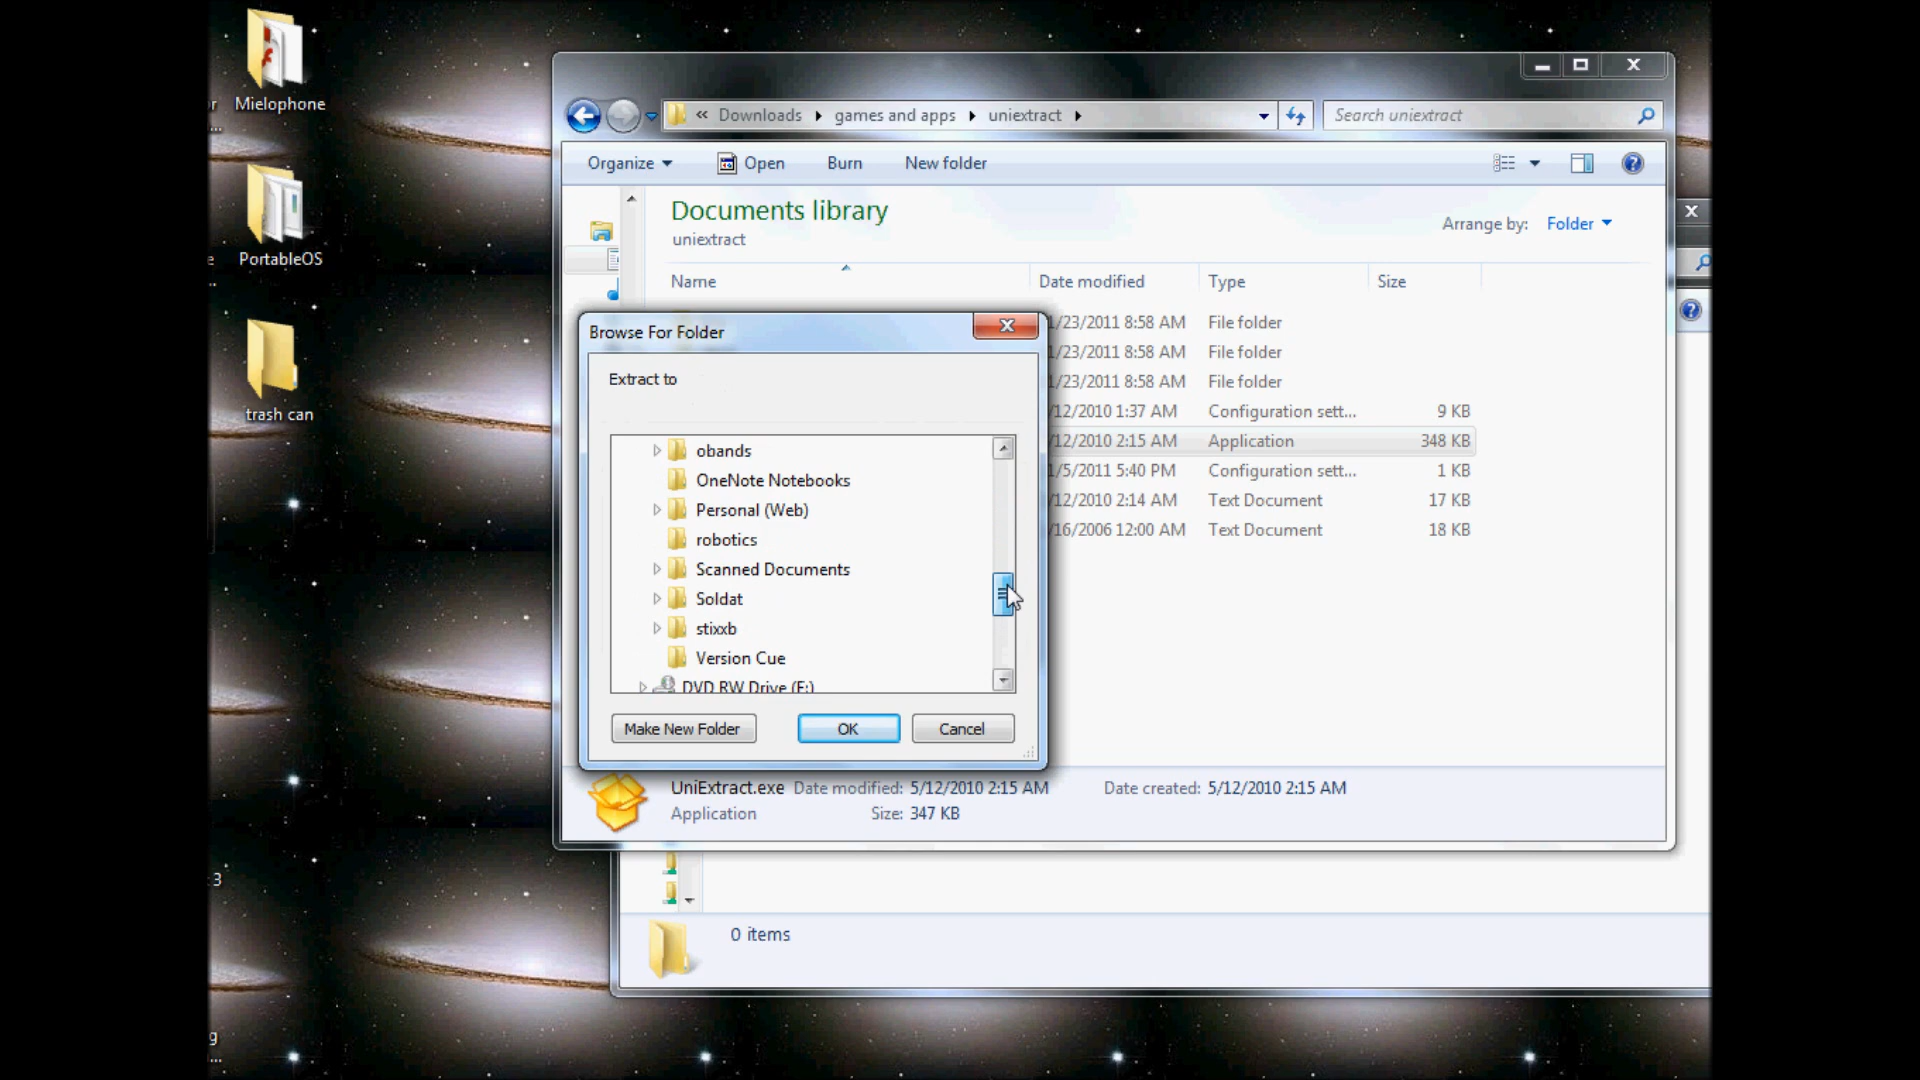 Mielophone
PortableOS
trash can
r
...
e
...
3
g
...
« Downloads games and apps uniextract
Search uniextract
Organize Open Burn New folder
Documents library
uniextract
Arrange by: Folder
Name Date modified Type Size
1/23/2011 8:58 AM File folder
1/23/2011 8:58 AM File folder
1/23/2011 8:58 AM File folder
/12/2010 1:37 AM Configuration sett... 9 KB
/12/2010 2:15 AM Application 348 KB
1/5/2011 5:40 PM Configuration sett... 1 KB
/12/2010 2:14 AM Text Document 17 KB
/16/2006 12:00 AM Text Document 18 KB
Browse For Folder
Extract to
obands
OneNote Notebooks
Personal (Web)
robotics
Scanned Documents
Soldat
stixxb
Version Cue
DVD RW Drive (F:)
Make New Folder OK Cancel
UniExtract.exe Date modified: 5/12/2010 2:15 AM Date created: 5/12/2010 2:15 AM
Application Size: 347 KB
0 items